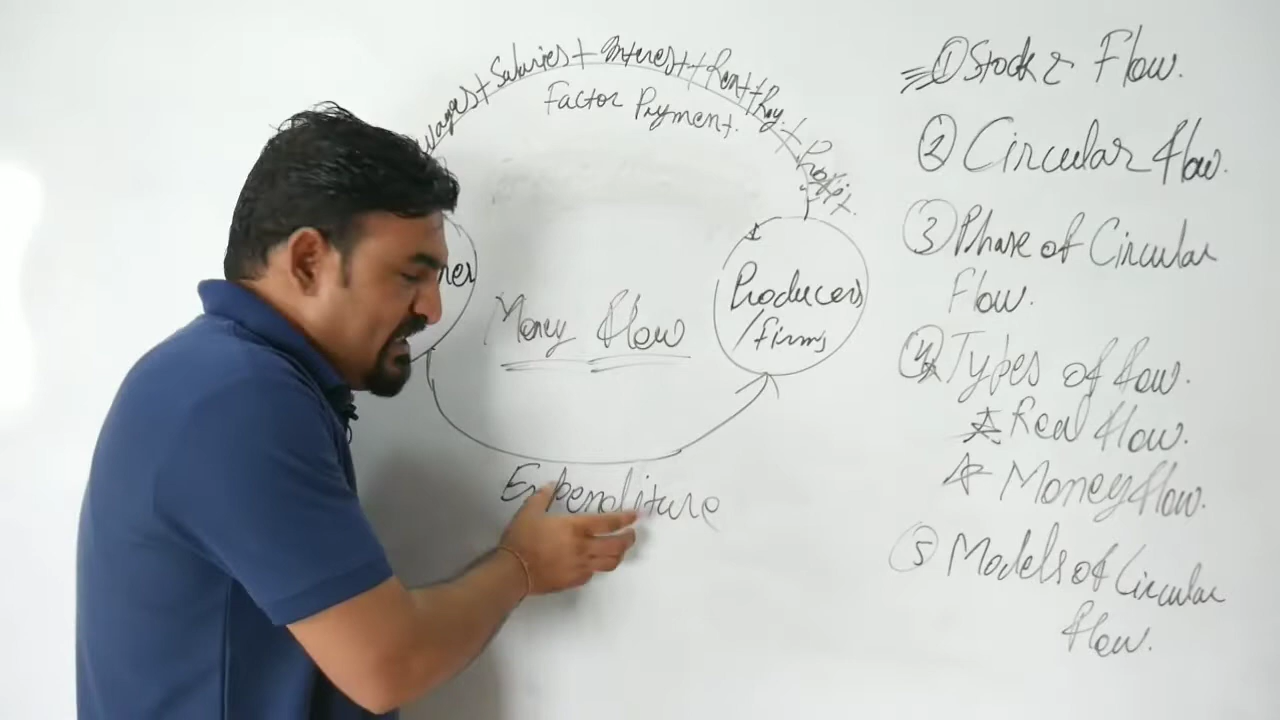 wages + Salaries + Interest + Rent + Roy. + Profit.
Factor Payment.
ner
Producers
/firms
Money flow
Expenditure
① Stock & Flow.
② Circular flow.
③ Phase of Circular
Flow.
④ Types of flow.
Real flow.
Money flow.
⑤ Models of Circular
flow.